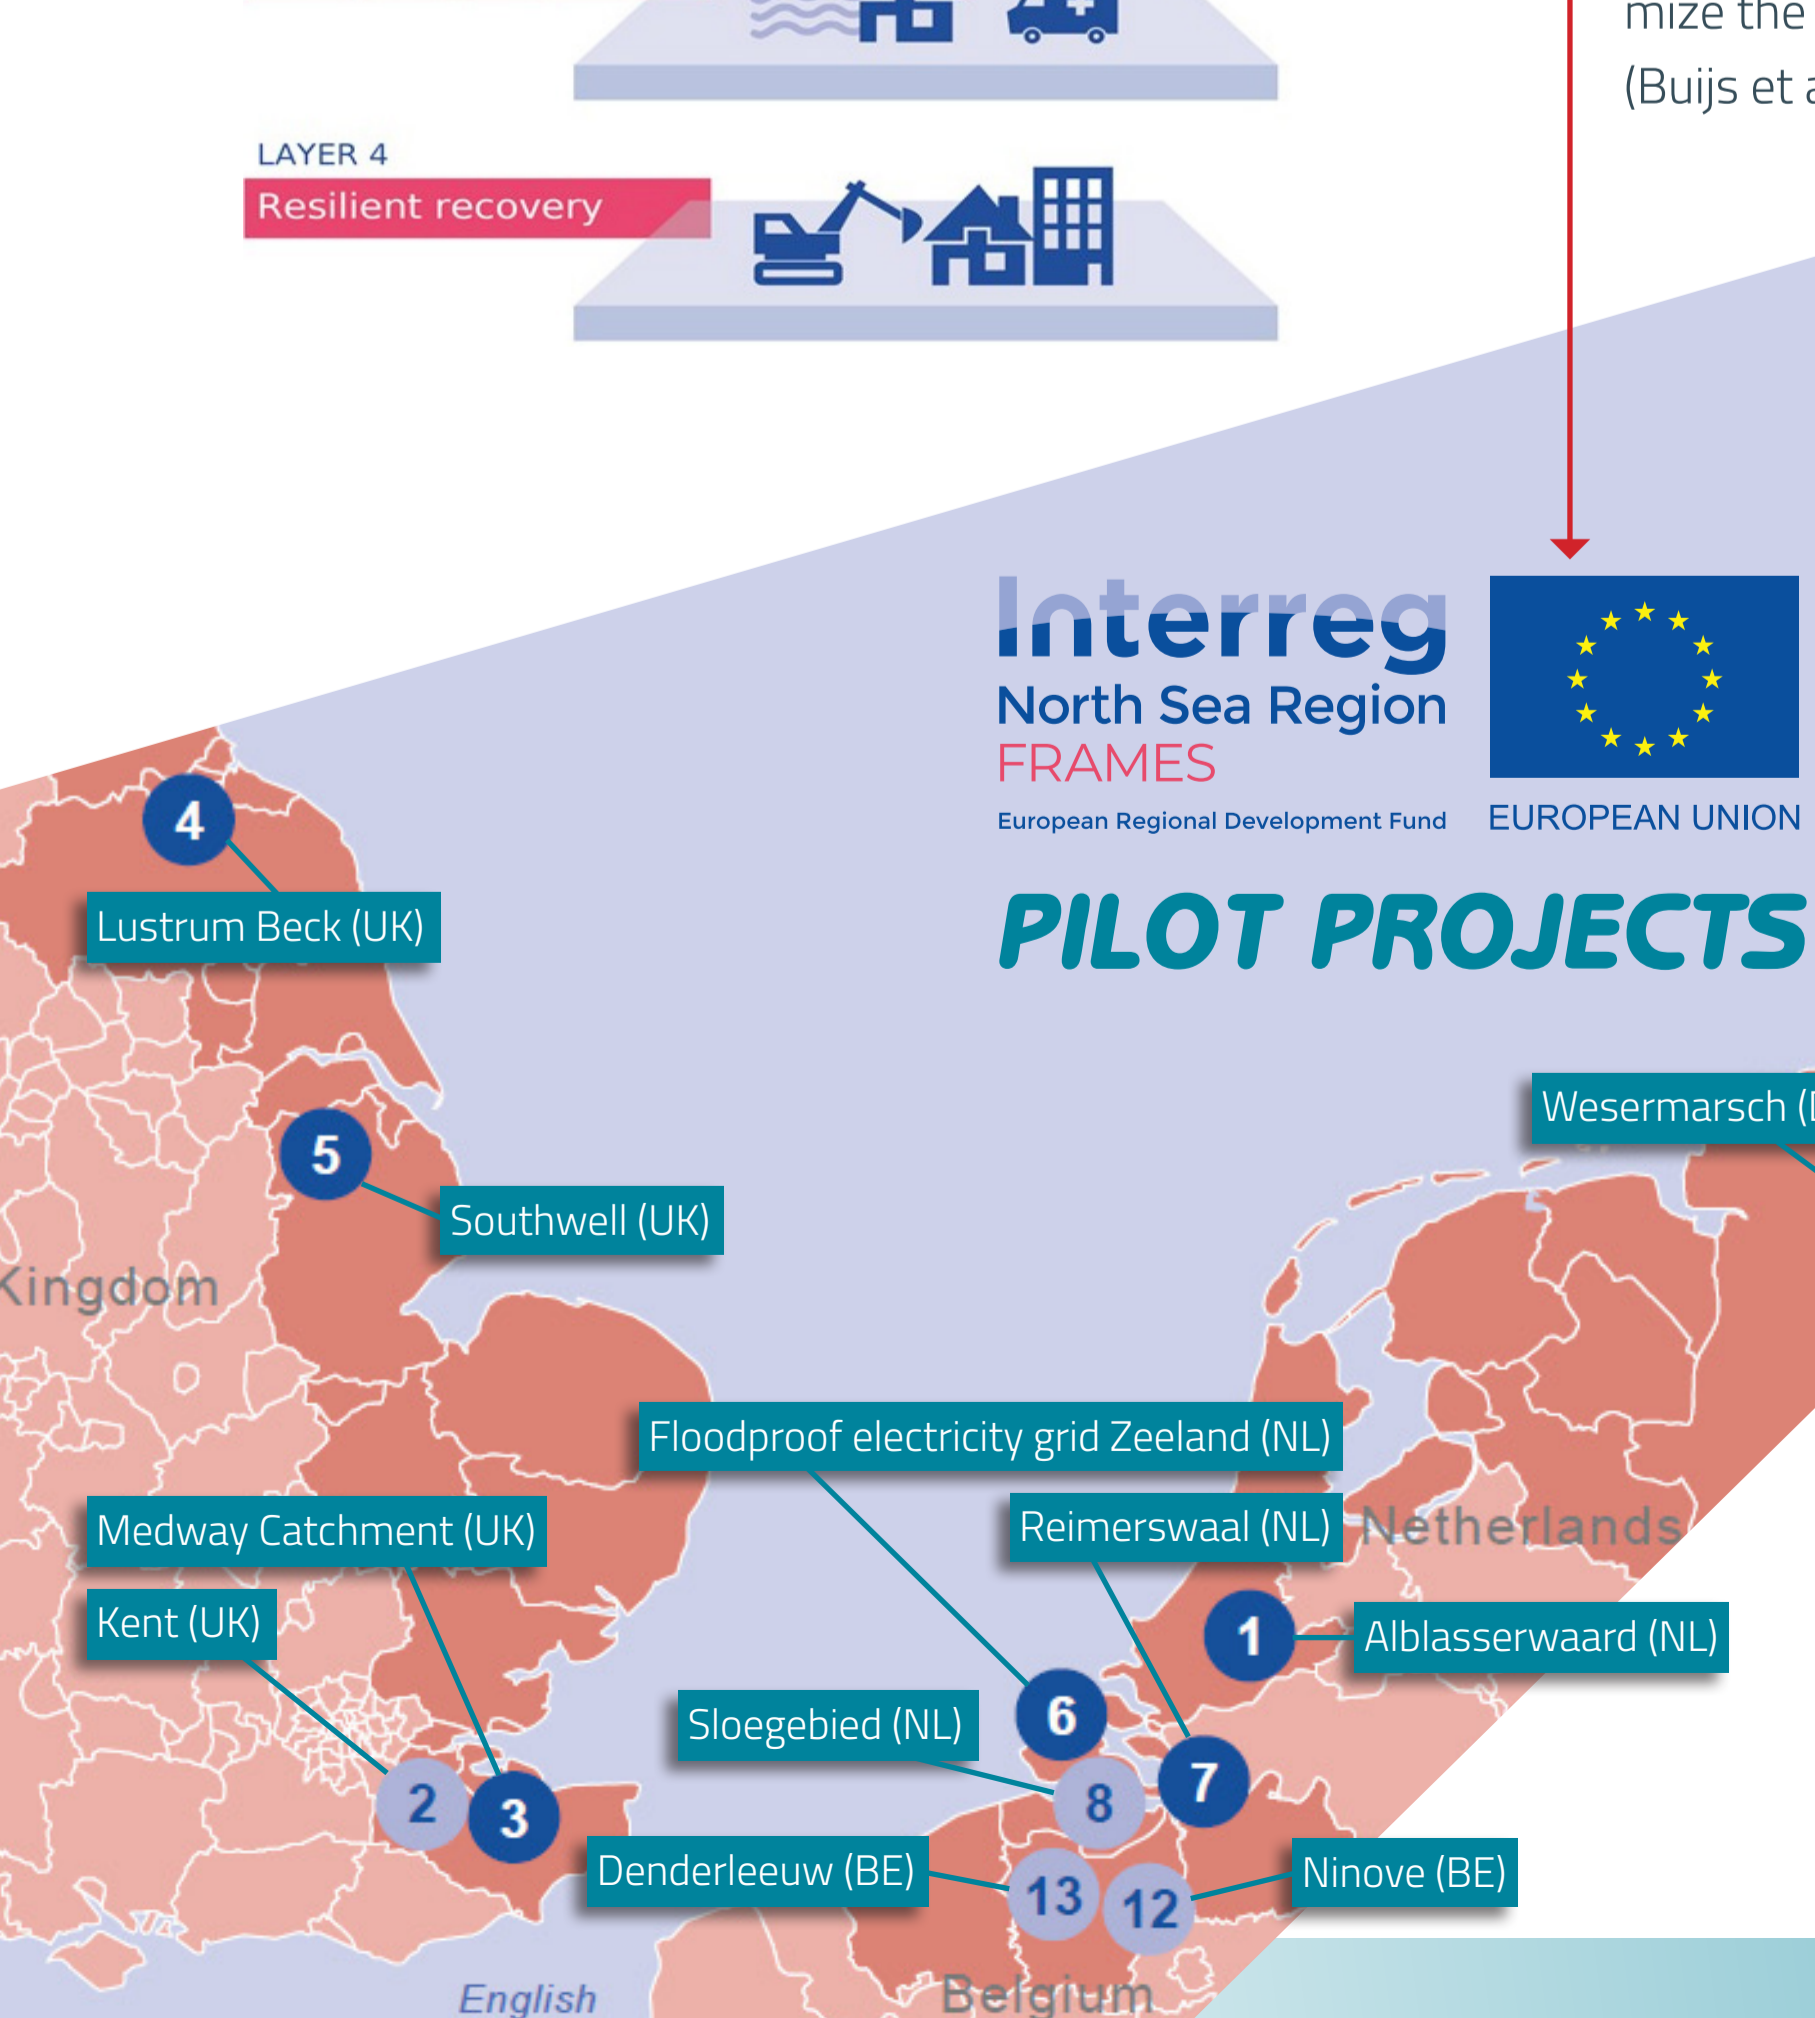 mize the
(Buijs et a
LAYER 4
Resilient recovery
Interreg
North Sea Region
FRAMES
European Regional Development Fund
EUROPEAN UNION
PILOT PROJECTS
4
Lustrum Beck (UK)
Wesermarsch (
5
Southwell (UK)
Kingdom
Floodproof electricity grid Zeeland (NL)
Medway Catchment (UK)
Reimerswaal (NL)
Netherlands
Kent (UK)
1
Alblasserwaard (NL)
Sloegebied (NL)
6
7
2
3
8
Denderleeuw (BE)
13
12
Ninove (BE)
English
Belgium